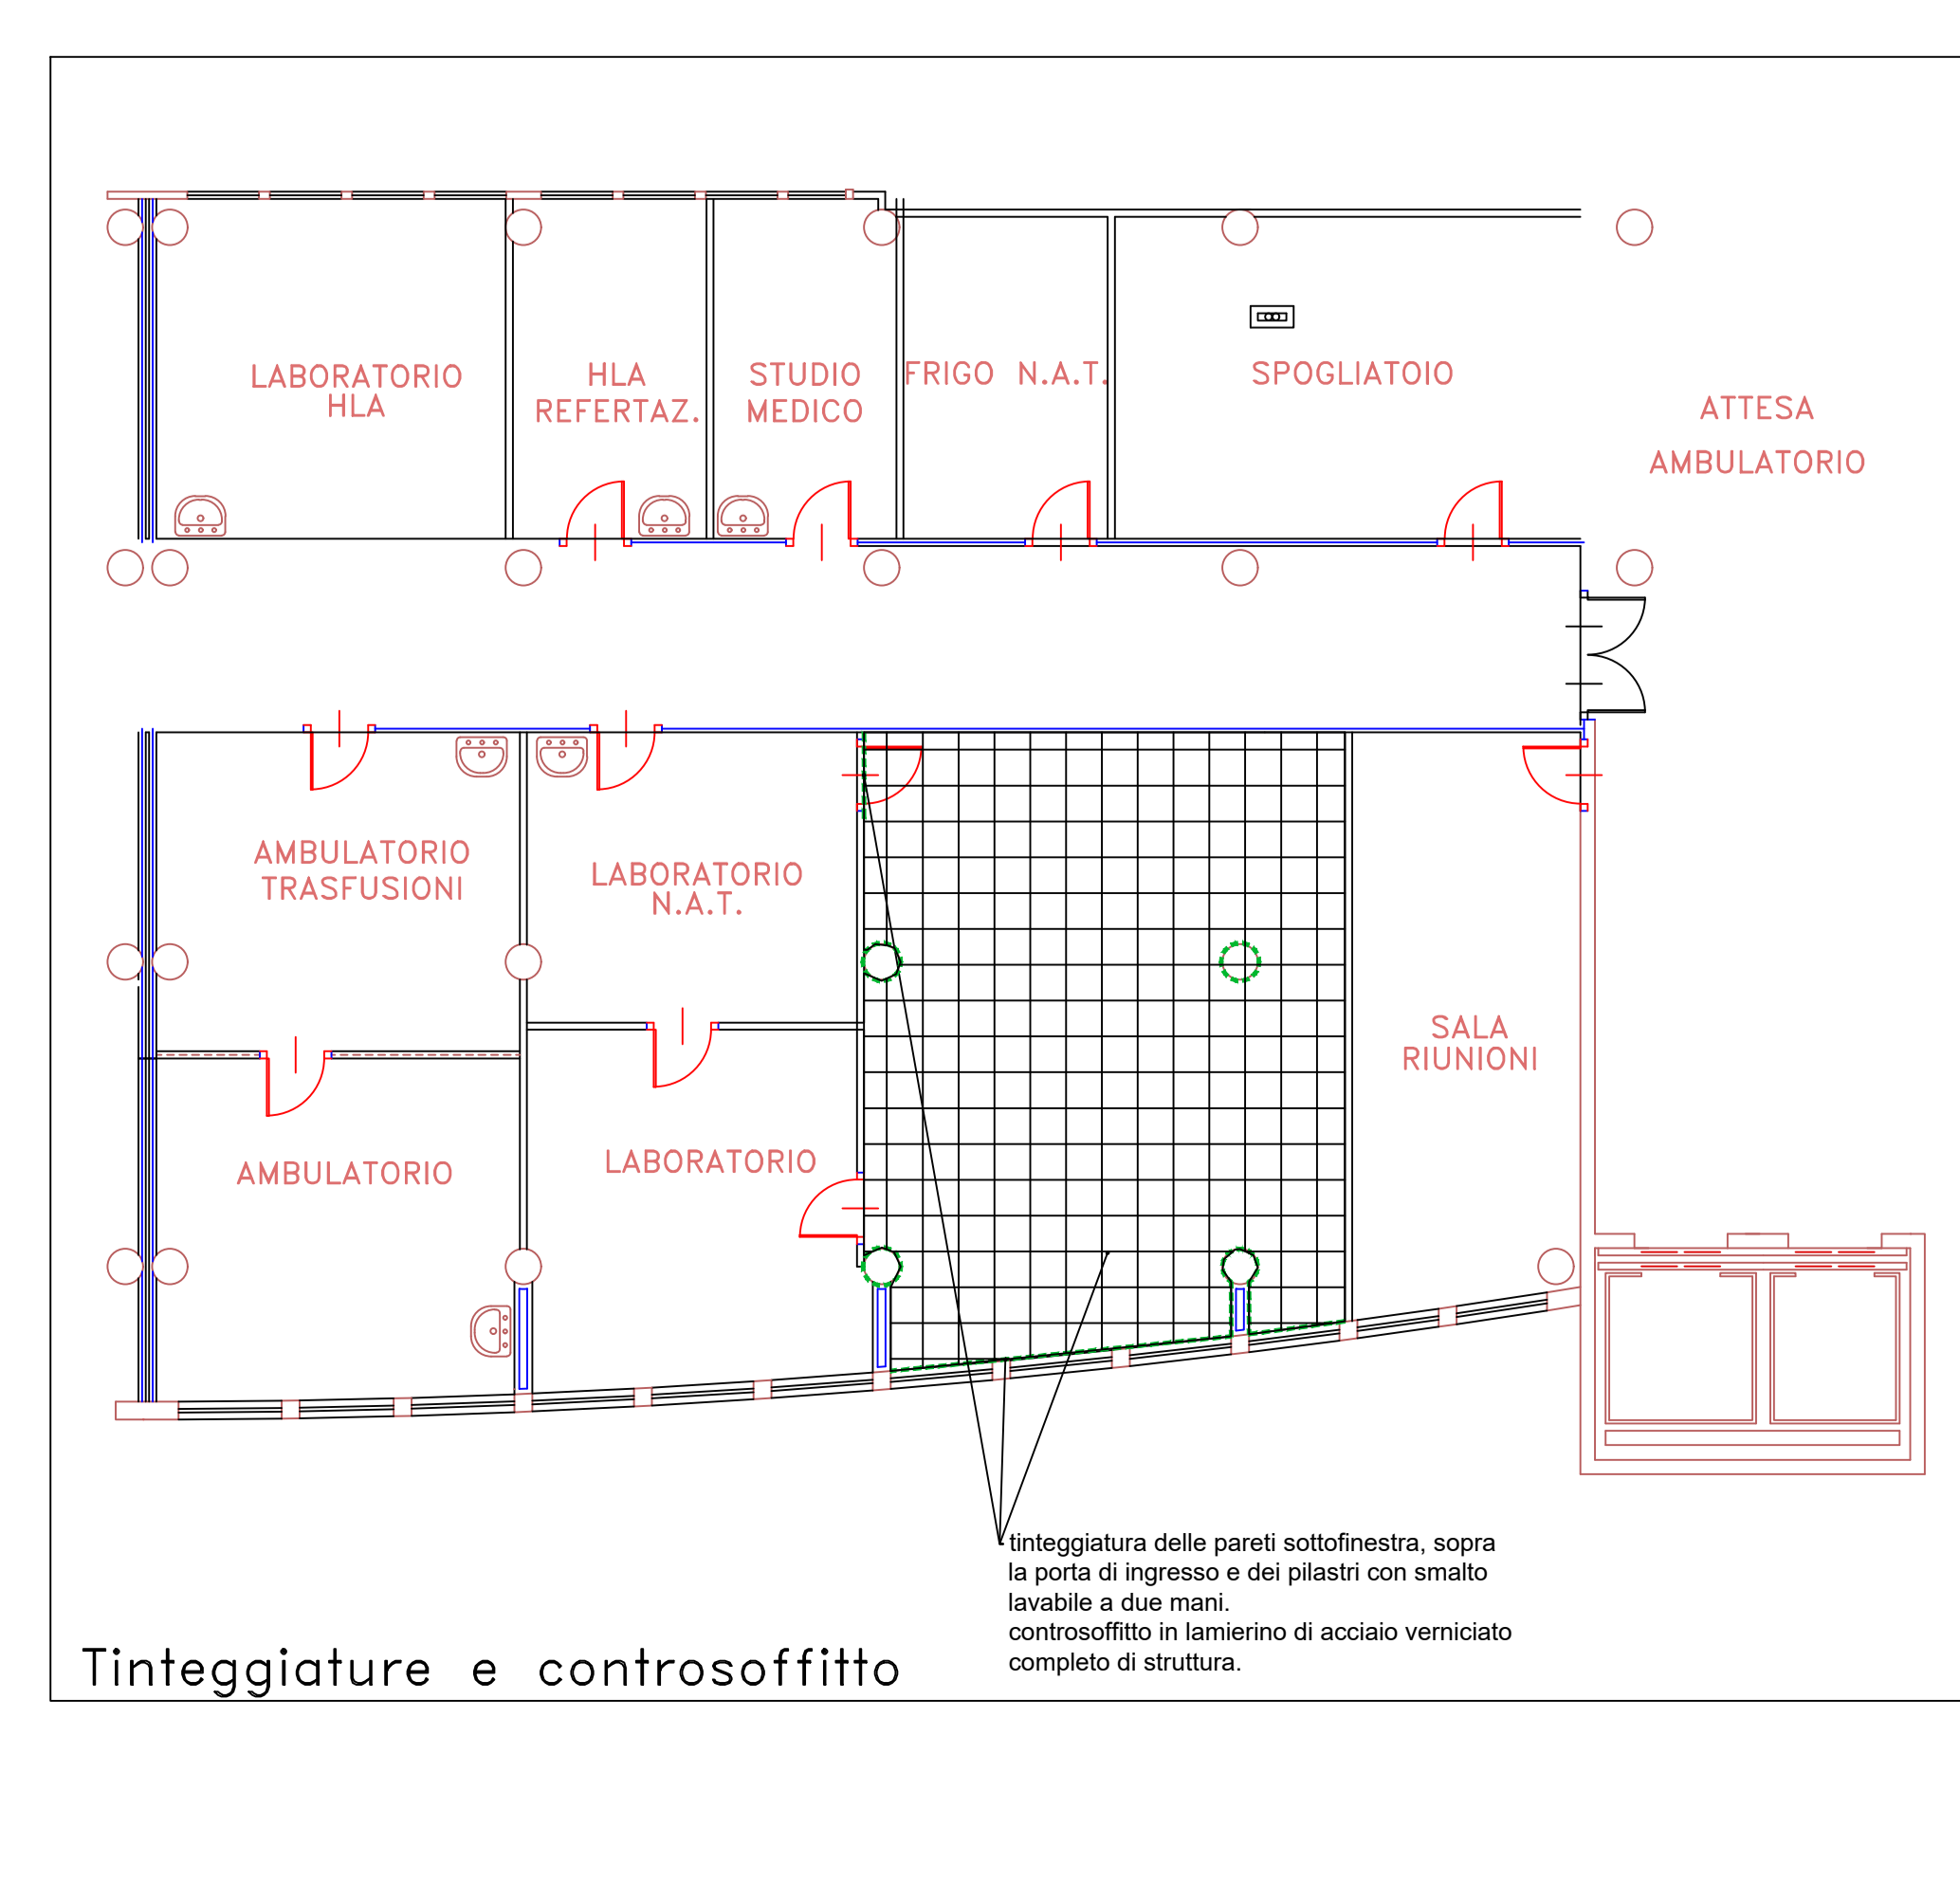 LABORATORIO
HLA
HLA
REFERTAZ.
STUDIO
MEDICO
FRIGO N.A.T.
SPOGLIATOIO
ATTESA
AMBULATORIO
AMBULATORIO
TRASFUSIONI
LABORATORIO
N.A.T.
SALA
RIUNIONI
AMBULATORIO
LABORATORIO
tinteggiatura delle pareti sottofinestra, sopra
la porta di ingresso e dei pilastri con smalto
lavabile a due mani.
controsoffitto in lamierino di acciaio verniciato
completo di struttura.
Tinteggiature e controsoffitto